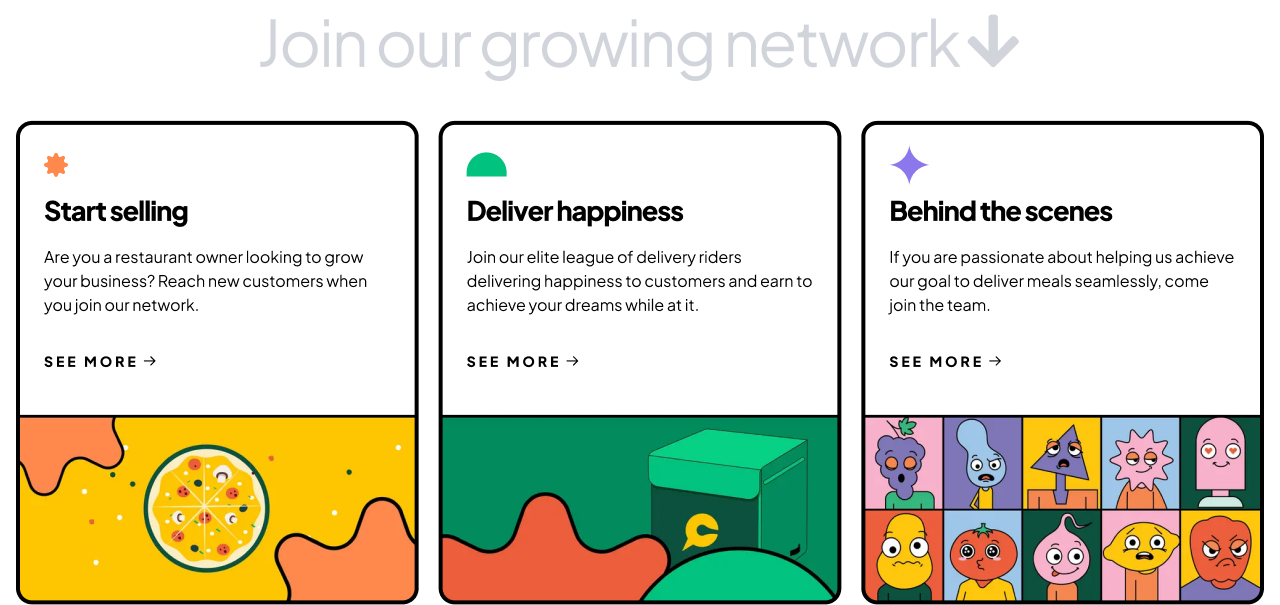 Join our growing network
Start selling
Are you a restaurant owner looking to grow
your business? Reach new customers when
you join our network.
SEE MORE →
Deliver happiness
Join our elite league of delivery riders
delivering happiness to customers and earn to
achieve your dreams while at it.
SEE MORE →
Behind the scenes
If you are passionate about helping us achieve
our goal to deliver meals seamlessly, come
join the team.
SEE MORE →